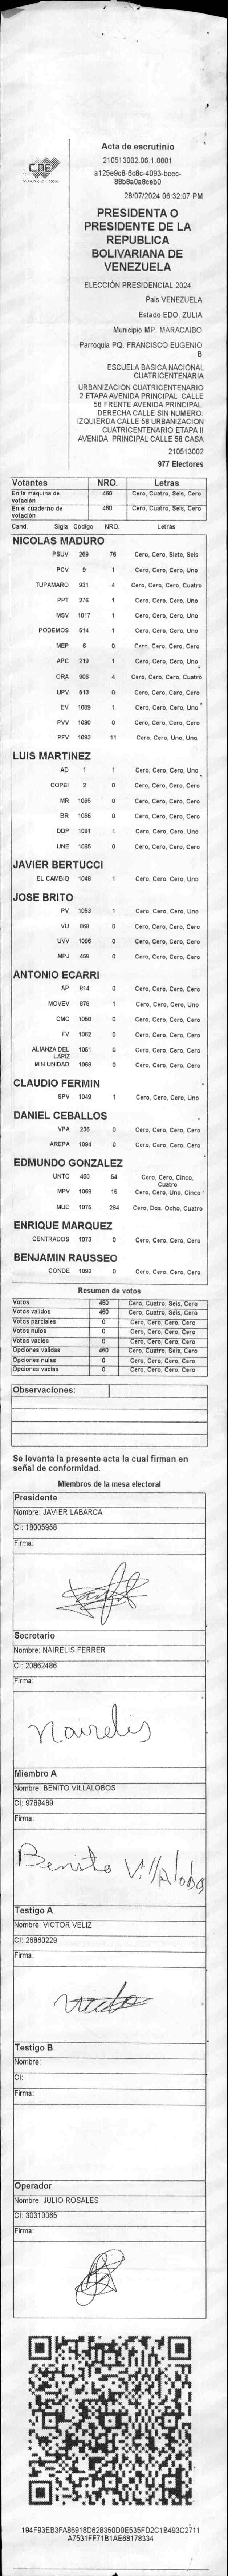 CNE
Acta de escrutinio
210513002.06.1.0001
a125e9c8-6c8c-4093-bcec-
88b8a0a8ceb0
28/07/2024 06:32:07 PM
PRESIDENTA O
PRESIDENTE DE LA
REPUBLICA
BOLIVARIANA DE
VENEZUELA
ELECCIÓN PRESIDENCIAL 2024
Pais VENEZUELA
Estado EDO. ZULIA
Municipio MP. MARACAIBO
Parroquia PQ. FRANCISCO EUGENIO
B
ESCUELA BASICA NACIONAL
CUATRICENTENARIA
URBANIZACION CUATRICENTENARIO
2 ETAPA AVENIDA PRINCIPAL CALLE
58 FRENTE AVENIDA PRINCIPAL.
DERECHA CALLE SIN NUMERO.
IZQUIERDA CALLE 58 URBANIZACION
CUATRICENTENARIO ETAPA II
AVENIDA PRINCIPAL CALLE 58 CASA
210513002
977 Electores
Votantes NRO. Letras
En la máquina de votación 460 Cero, Cuatro, Seis, Cero
En el cuaderno de votación 460 Cero, Cuatro, Seis, Cero
Cand. Sigla Código NRO. Letras
NICOLAS MADURO
PSUV 269 76 Cero, Cero, Siete, Seis
PCV 9 1 Cero, Cero, Cero, Uno
TUPAMARO 931 4 Cero, Cero, Cero, Cuatro
PPT 276 1 Cero, Cero, Cero, Uno
MSV 1017 1 Cero, Cero, Cero, Uno
PODEMOS 614 1 Cero, Cero, Cero, Uno
MEP 8 0 Cero, Cero, Cero, Cero
APC 219 1 Cero, Cero, Cero, Uno
ORA 906 4 Cero, Cero, Cero, Cuatro
UPV 613 0 Cero, Cero, Cero, Cero
EV 1089 1 Cero, Cero, Cero, Uno
PVV 1090 0 Cero, Cero, Cero, Cero
PFV 1093 11 Cero, Cero, Uno, Uno
LUIS MARTINEZ
AD 1 1 Cero, Cero, Cero, Uno
COPEI 2 0 Cero, Cero, Cero, Cero
MR 1065 0 Cero, Cero, Cero, Cero
BR 1056 0 Cero, Cero, Cero, Cero
DDP 1091 1 Cero, Cero, Cero, Uno
UNE 1095 0 Cero, Cero, Cero, Cero
JAVIER BERTUCCI
EL CAMBIO 1046 1 Cero, Cero, Cero, Uno
JOSE BRITO
PV 1053 1 Cero, Cero, Cero, Uno
VU 868 0 Cero, Cero, Cero, Cero
UVV 1096 0 Cero, Cero, Cero, Cero
MPJ 458 0 Cero, Cero, Cero, Cero
ANTONIO ECARRI
AP 814 0 Cero, Cero, Cero, Cero
MOVEV 879 1 Cero, Cero, Cero, Uno
CMC 1050 0 Cero, Cero, Cero, Cero
FV 1062 0 Cero, Cero, Cero, Cero
ALIANZA DEL LAPIZ 1051 0 Cero, Cero, Cero, Cero
MIN UNIDAD 1068 0 Cero, Cero, Cero, Cero
CLAUDIO FERMIN
SPV 1049 1 Cero, Cero, Cero, Uno
DANIEL CEBALLOS
VPA 236 0 Cero, Cero, Cero, Cero
AREPA 1094 0 Cero, Cero, Cero, Cero
EDMUNDO GONZALEZ
UNTC 460 54 Cero, Cero, Cinco, Cuatro
MPV 1069 15 Cero, Cero, Uno, Cinco
MUD 1075 284 Cero, Dos, Ocho, Cuatro
ENRIQUE MARQUEZ
CENTRADOS 1073 0 Cero, Cero, Cero, Cero
BENJAMIN RAUSSEO
CONDE 1092 0 Cero, Cero, Cero, Cero
Resumen de votos
Votos 460 Cero, Cuatro, Seis, Cero
Votos validos 460 Cero, Cuatro, Seis, Cero
Votos parciales 0 Cero, Cero, Cero, Cero
Votos nulos 0 Cero, Cero, Cero, Cero
Votos vacios 0 Cero, Cero, Cero, Cero
Opciones validas 460 Cero, Cuatro, Seis, Cero
Opciones nulas 0 Cero, Cero, Cero, Cero
Opciones vacias 0 Cero, Cero, Cero, Cero
Observaciones:
Se levanta la presente acta la cual firman en
señal de conformidad.
Miembros de la mesa electoral
Presidente
Nombre: JAVIER LABARCA
CI: 18005958
Firma:
Secretario
Nombre: NAIRELIS FERRER
CI: 20862486
Firma:
Nairelis
Miembro A
Nombre: BENITO VILLALOBOS
CI: 9789489
Firma:
Benito Villalobos
Testigo A
Nombre: VICTOR VELIZ
CI: 26860229
Firma:
Testigo B
Nombre:
CI:
Firma:
Operador
Nombre: JULIO ROSALES
CI: 30310065
Firma:
194F93EB3FA86918D628350D0E535FD2C1B493C2711
A7531FF71B1AE68178334